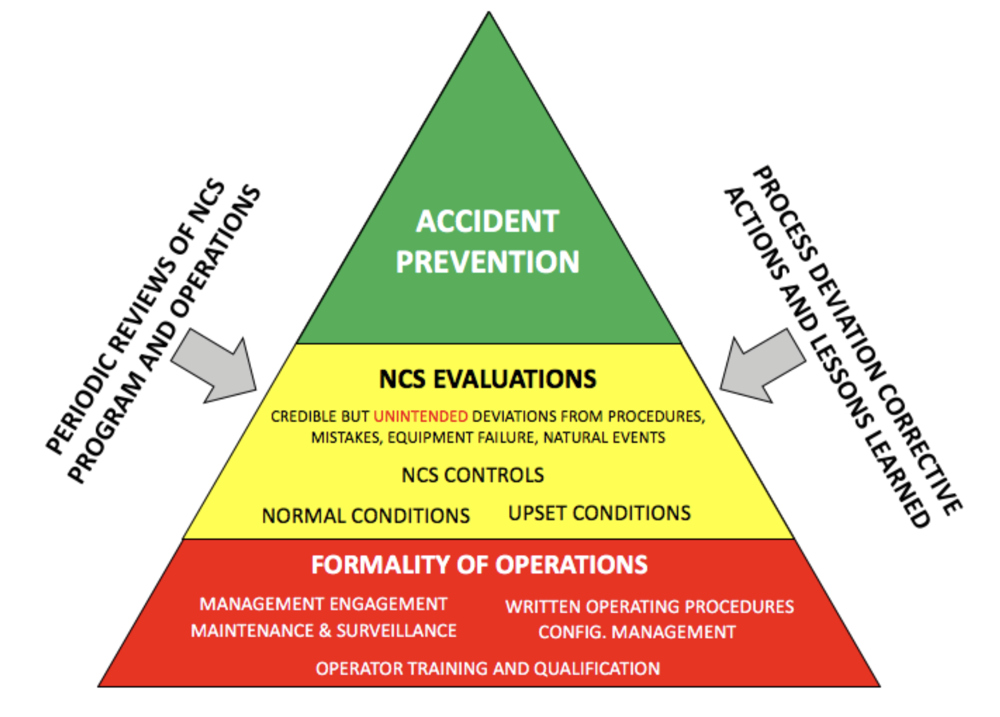 ACCIDENT
PREVENTION
PERIODIC REVIEWS OF NCS
PROGRAM AND OPERATIONS
PROCESS DEVIATION CORRECTIVE
ACTIONS AND LESSONS LEARNED
NCS EVALUATIONS
CREDIBLE BUT UNINTENDED DEVIATIONS FROM PROCEDURES,
MISTAKES, EQUIPMENT FAILURE, NATURAL EVENTS
NCS CONTROLS
NORMAL CONDITIONS
UPSET CONDITIONS
FORMALITY OF OPERATIONS
MANAGEMENT ENGAGEMENT
MAINTENANCE & SURVEILLANCE
WRITTEN OPERATING PROCEDURES
CONFIG. MANAGEMENT
OPERATOR TRAINING AND QUALIFICATION